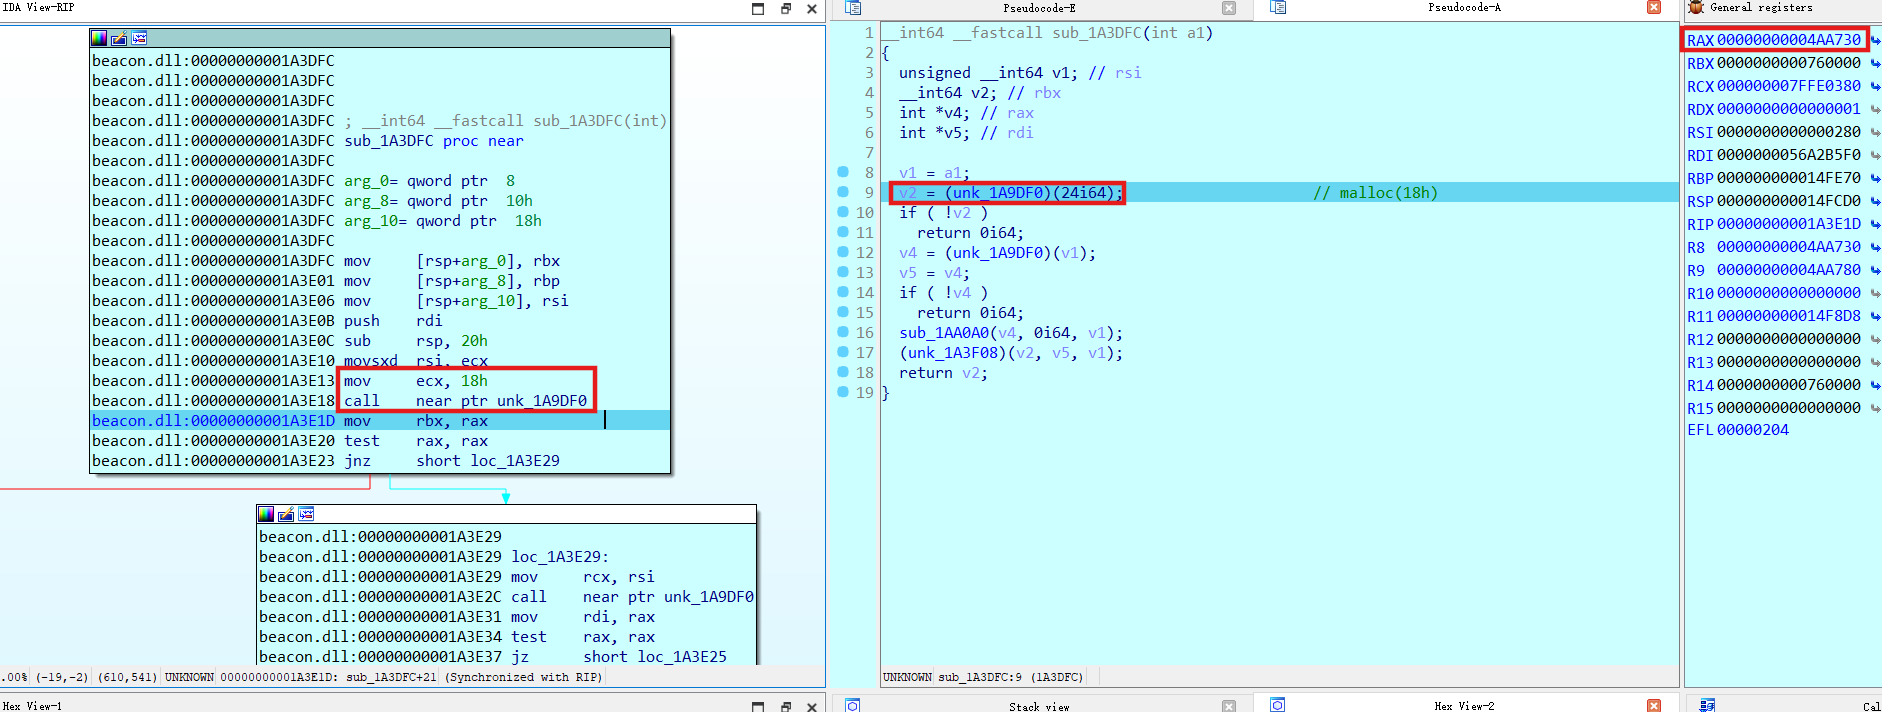 IDA View-RIP
beacon.dll:00000000001A3DFC
beacon.dll:00000000001A3DFC
beacon.dll:00000000001A3DFC
beacon.dll:00000000001A3DFC ; __int64 __fastcall sub_1A3DFC(int)
beacon.dll:00000000001A3DFC sub_1A3DFC proc near
beacon.dll:00000000001A3DFC
beacon.dll:00000000001A3DFC arg_0= qword ptr  8
beacon.dll:00000000001A3DFC arg_8= qword ptr  10h
beacon.dll:00000000001A3DFC arg_10= qword ptr  18h
beacon.dll:00000000001A3DFC
beacon.dll:00000000001A3DFC mov     [rsp+arg_0], rbx
beacon.dll:00000000001A3E01 mov     [rsp+arg_8], rbp
beacon.dll:00000000001A3E06 mov     [rsp+arg_10], rsi
beacon.dll:00000000001A3E0B push    rdi
beacon.dll:00000000001A3E0C sub     rsp, 20h
beacon.dll:00000000001A3E10 movsxd  rsi, ecx
beacon.dll:00000000001A3E13 mov     ecx, 18h
beacon.dll:00000000001A3E18 call    near ptr unk_1A9DF0
beacon.dll:00000000001A3E1D mov     rbx, rax
beacon.dll:00000000001A3E20 test    rax, rax
beacon.dll:00000000001A3E23 jnz     short loc_1A3E29
beacon.dll:00000000001A3E29
beacon.dll:00000000001A3E29 loc_1A3E29:
beacon.dll:00000000001A3E29 mov     rcx, rsi
beacon.dll:00000000001A3E2C call    near ptr unk_1A9DF0
beacon.dll:00000000001A3E31 mov     rdi, rax
beacon.dll:00000000001A3E34 test    rax, rax
beacon.dll:00000000001A3E37 jz      short loc_1A3E25
.00% (-19,-2) (610,541) UNKNOWN 00000000001A3E1D: sub_1A3DFC+21 (Synchronized with RIP)
Hex View-1
Pseudocode-E
Pseudocode-A
1 __int64 __fastcall sub_1A3DFC(int a1)
2 {
3   unsigned __int64 v1; // rsi
4   __int64 v2; // rbx
5   int *v4; // rax
6   int *v5; // rdi
7
8   v1 = a1;
9   v2 = (unk_1A9DF0)(24i64);                    // malloc(18h)
10   if ( !v2 )
11     return 0i64;
12   v4 = (unk_1A9DF0)(v1);
13   v5 = v4;
14   if ( !v4 )
15     return 0i64;
16   sub_1AA0A0(v4, 0i64, v1);
17   (unk_1A3F08)(v2, v5, v1);
18   return v2;
19 }
UNKNOWN sub_1A3DFC:9 (1A3DFC)
Stack view
Hex View-2
General registers
RAX 00000000004AA730
RBX 0000000000760000
RCX 000000007FFE0380
RDX 0000000000000001
RSI 0000000000000280
RDI 0000000056A2B5F0
RBP 000000000014FE70
RSP 000000000014FCD0
RIP 00000000001A3E1D
R8  00000000004AA730
R9  00000000004AA780
R10 0000000000000000
R11 000000000014F8D8
R12 0000000000000000
R13 0000000000000000
R14 0000000000760000
R15 0000000000000000
EFL 00000204
Cal